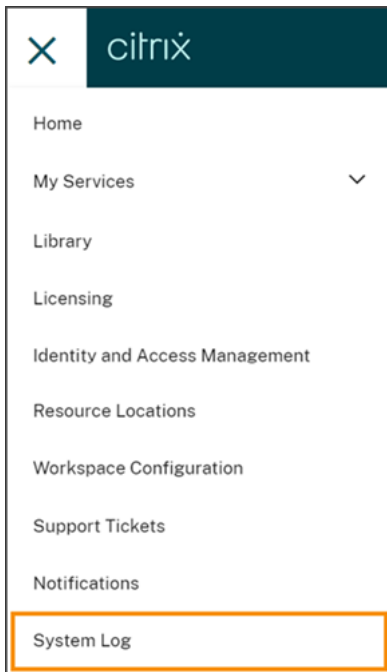 citrix
Home
My Services
Library
Licensing
Identity and Access Management
Resource Locations
Workspace Configuration
Support Tickets
Notifications
System Log